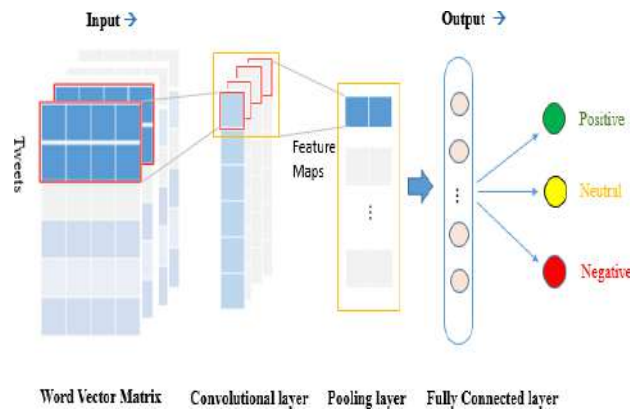 Input →
Output →
Tweets
Feature
Maps
...
...
Positive
Neutral
Negative
Word Vector Matrix
Convolutional layer
Pooling layer
Fully Connected layer